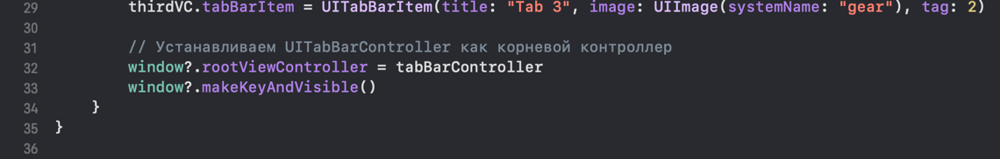 29 thirdVC.tabBarItem = UITabBarItem(title: "Tab 3", image: UIImage(systemName: "gear"), tag: 2)
30
31 // Устанавливаем UITabBarController как корневой контроллер
32 window?.rootViewController = tabBarController
33 window?.makeKeyAndVisible()
34 }
35 }
36